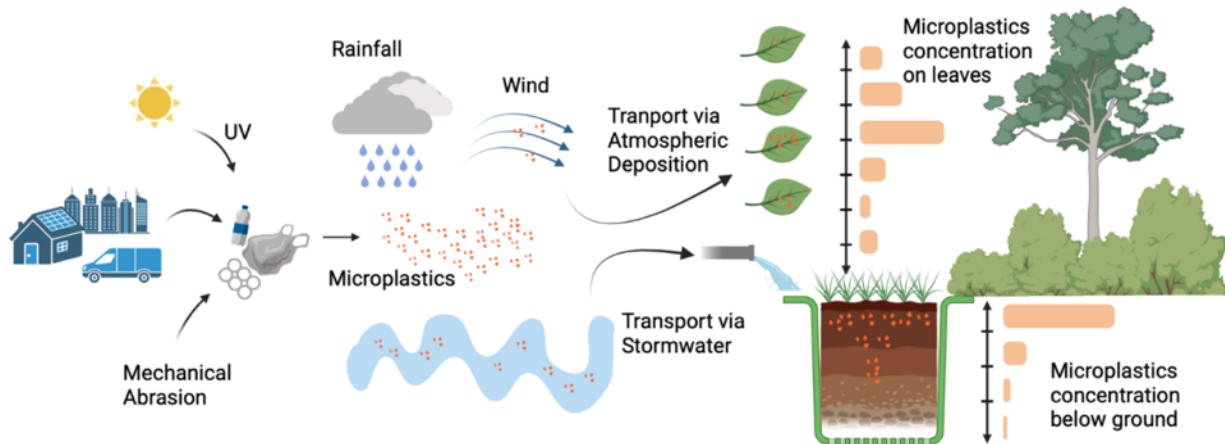 Rainfall
Wind
UV
Microplastics
Mechanical
Abrasion
Tranport via
Atmospheric
Deposition
Transport via
Stormwater
Microplastics
concentration
on leaves
Microplastics
concentration
below ground